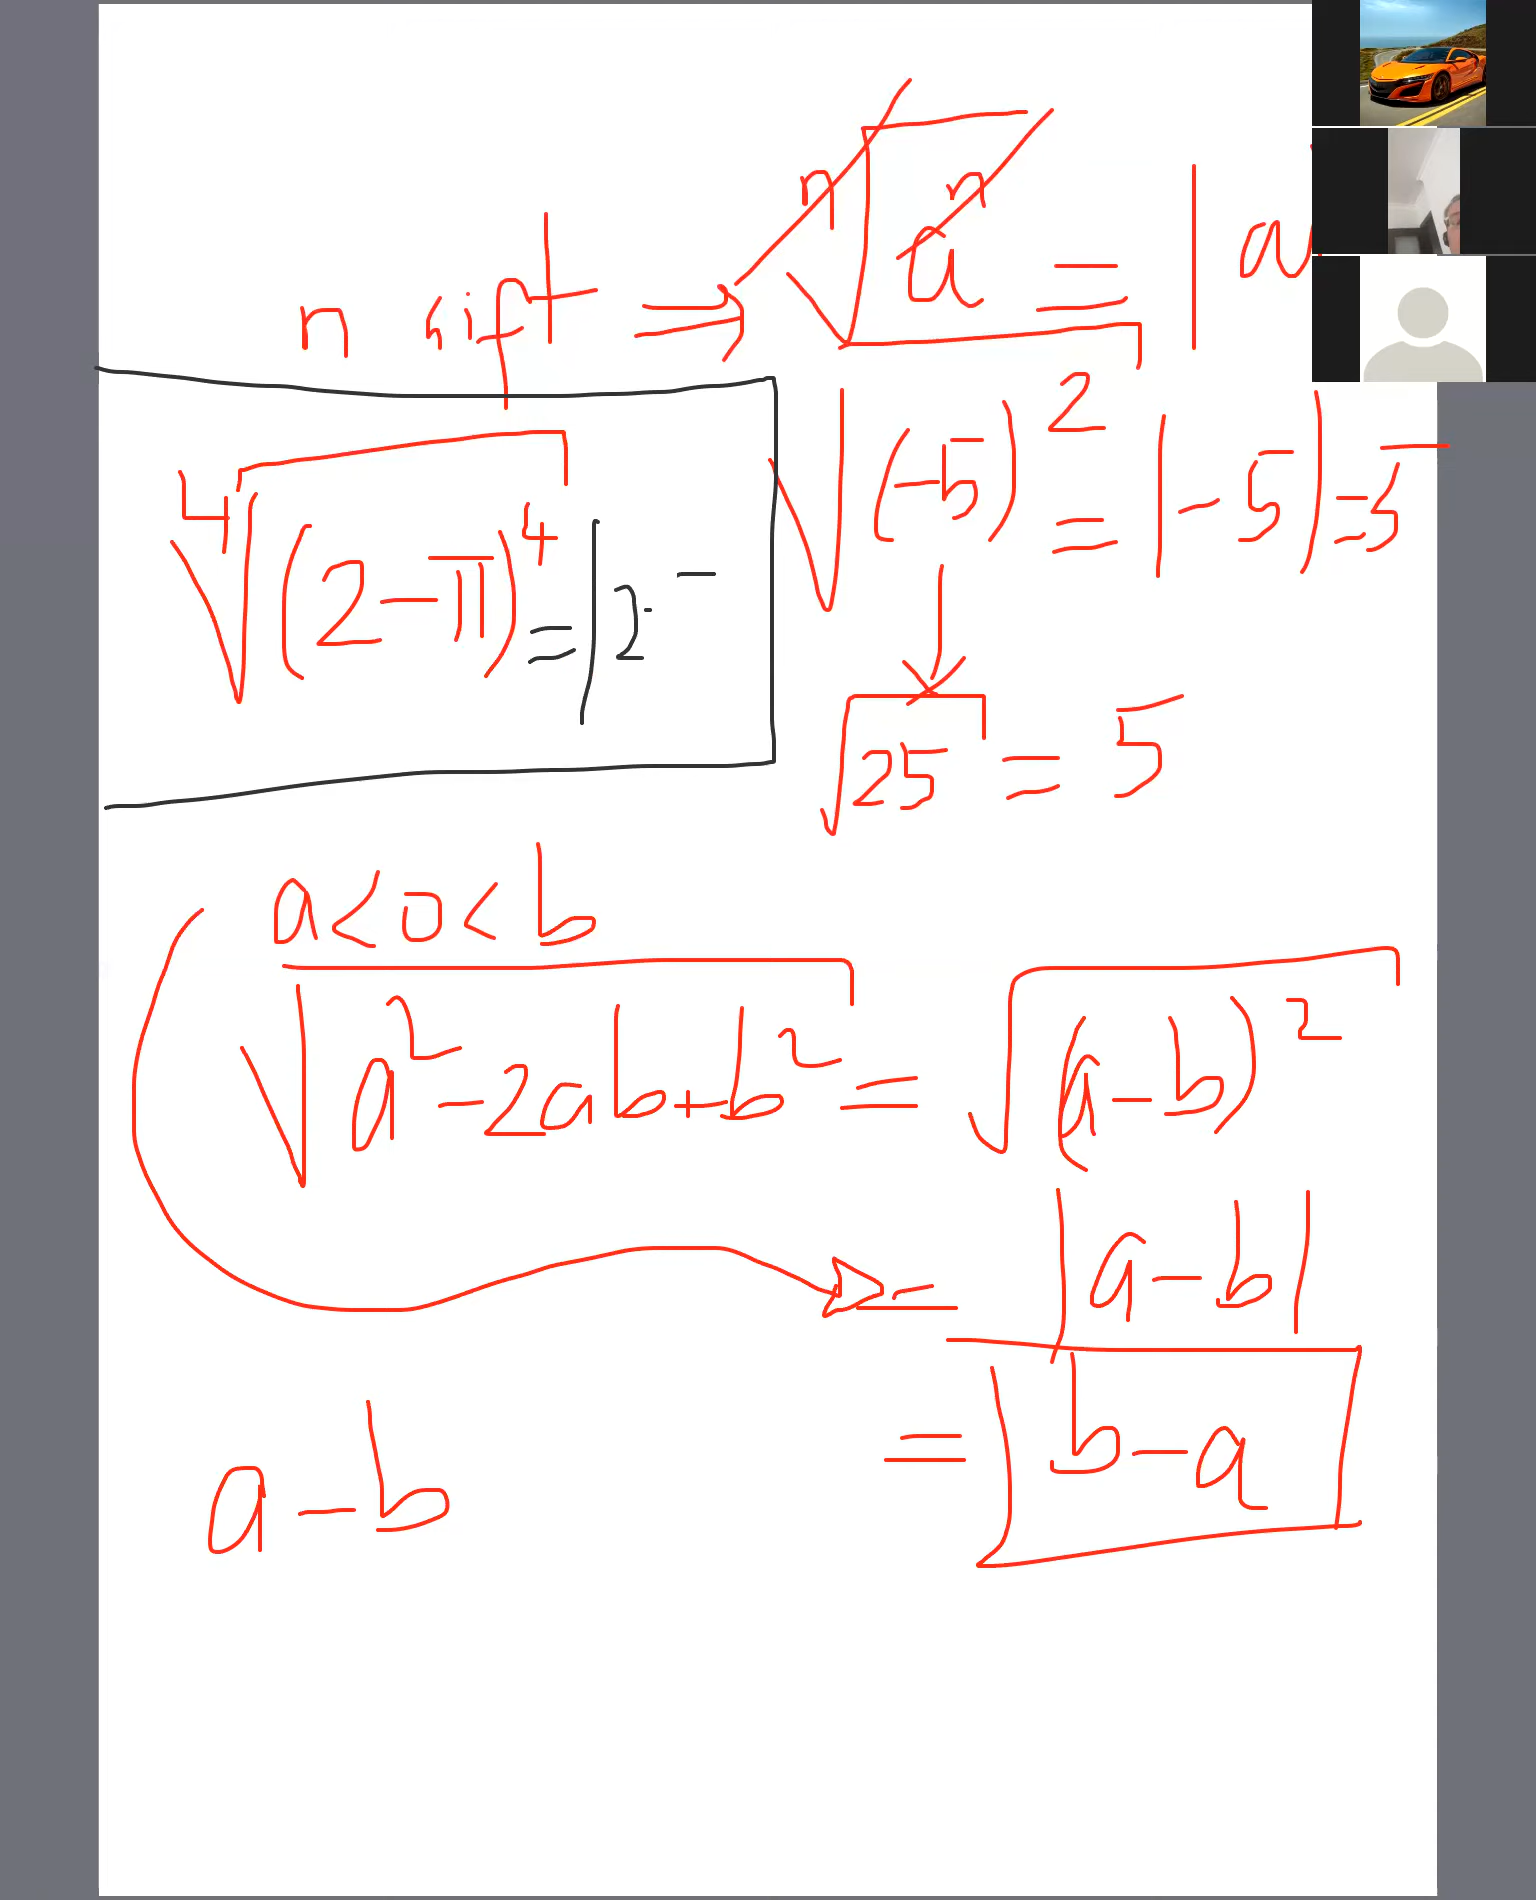 n çift ⇒ ⁿ√aⁿ = |a
√(-5)² = |-5| = 5
⁴√(2-π)⁴ = |2-
√25 = 5
a<0<b
√a²-2ab+b² = √(a-b)²
= |a-b|
= b-a
a-b